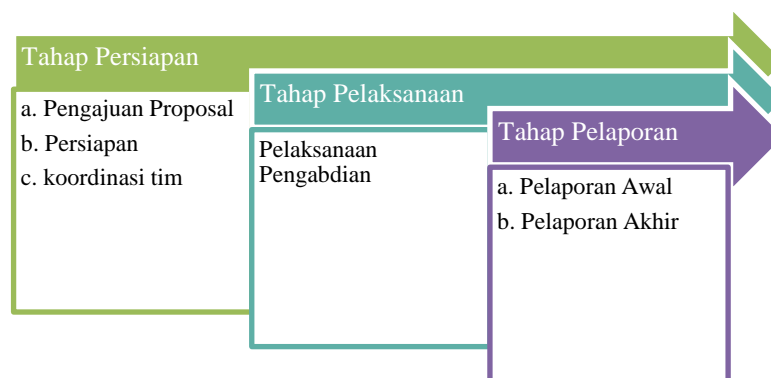 Tahap Persiapan
a. Pengajuan Proposal
b. Persiapan
c. koordinasi tim
Tahap Pelaksanaan
Pelaksanaan
Pengabdian
Tahap Pelaporan
a. Pelaporan Awal
b. Pelaporan Akhir